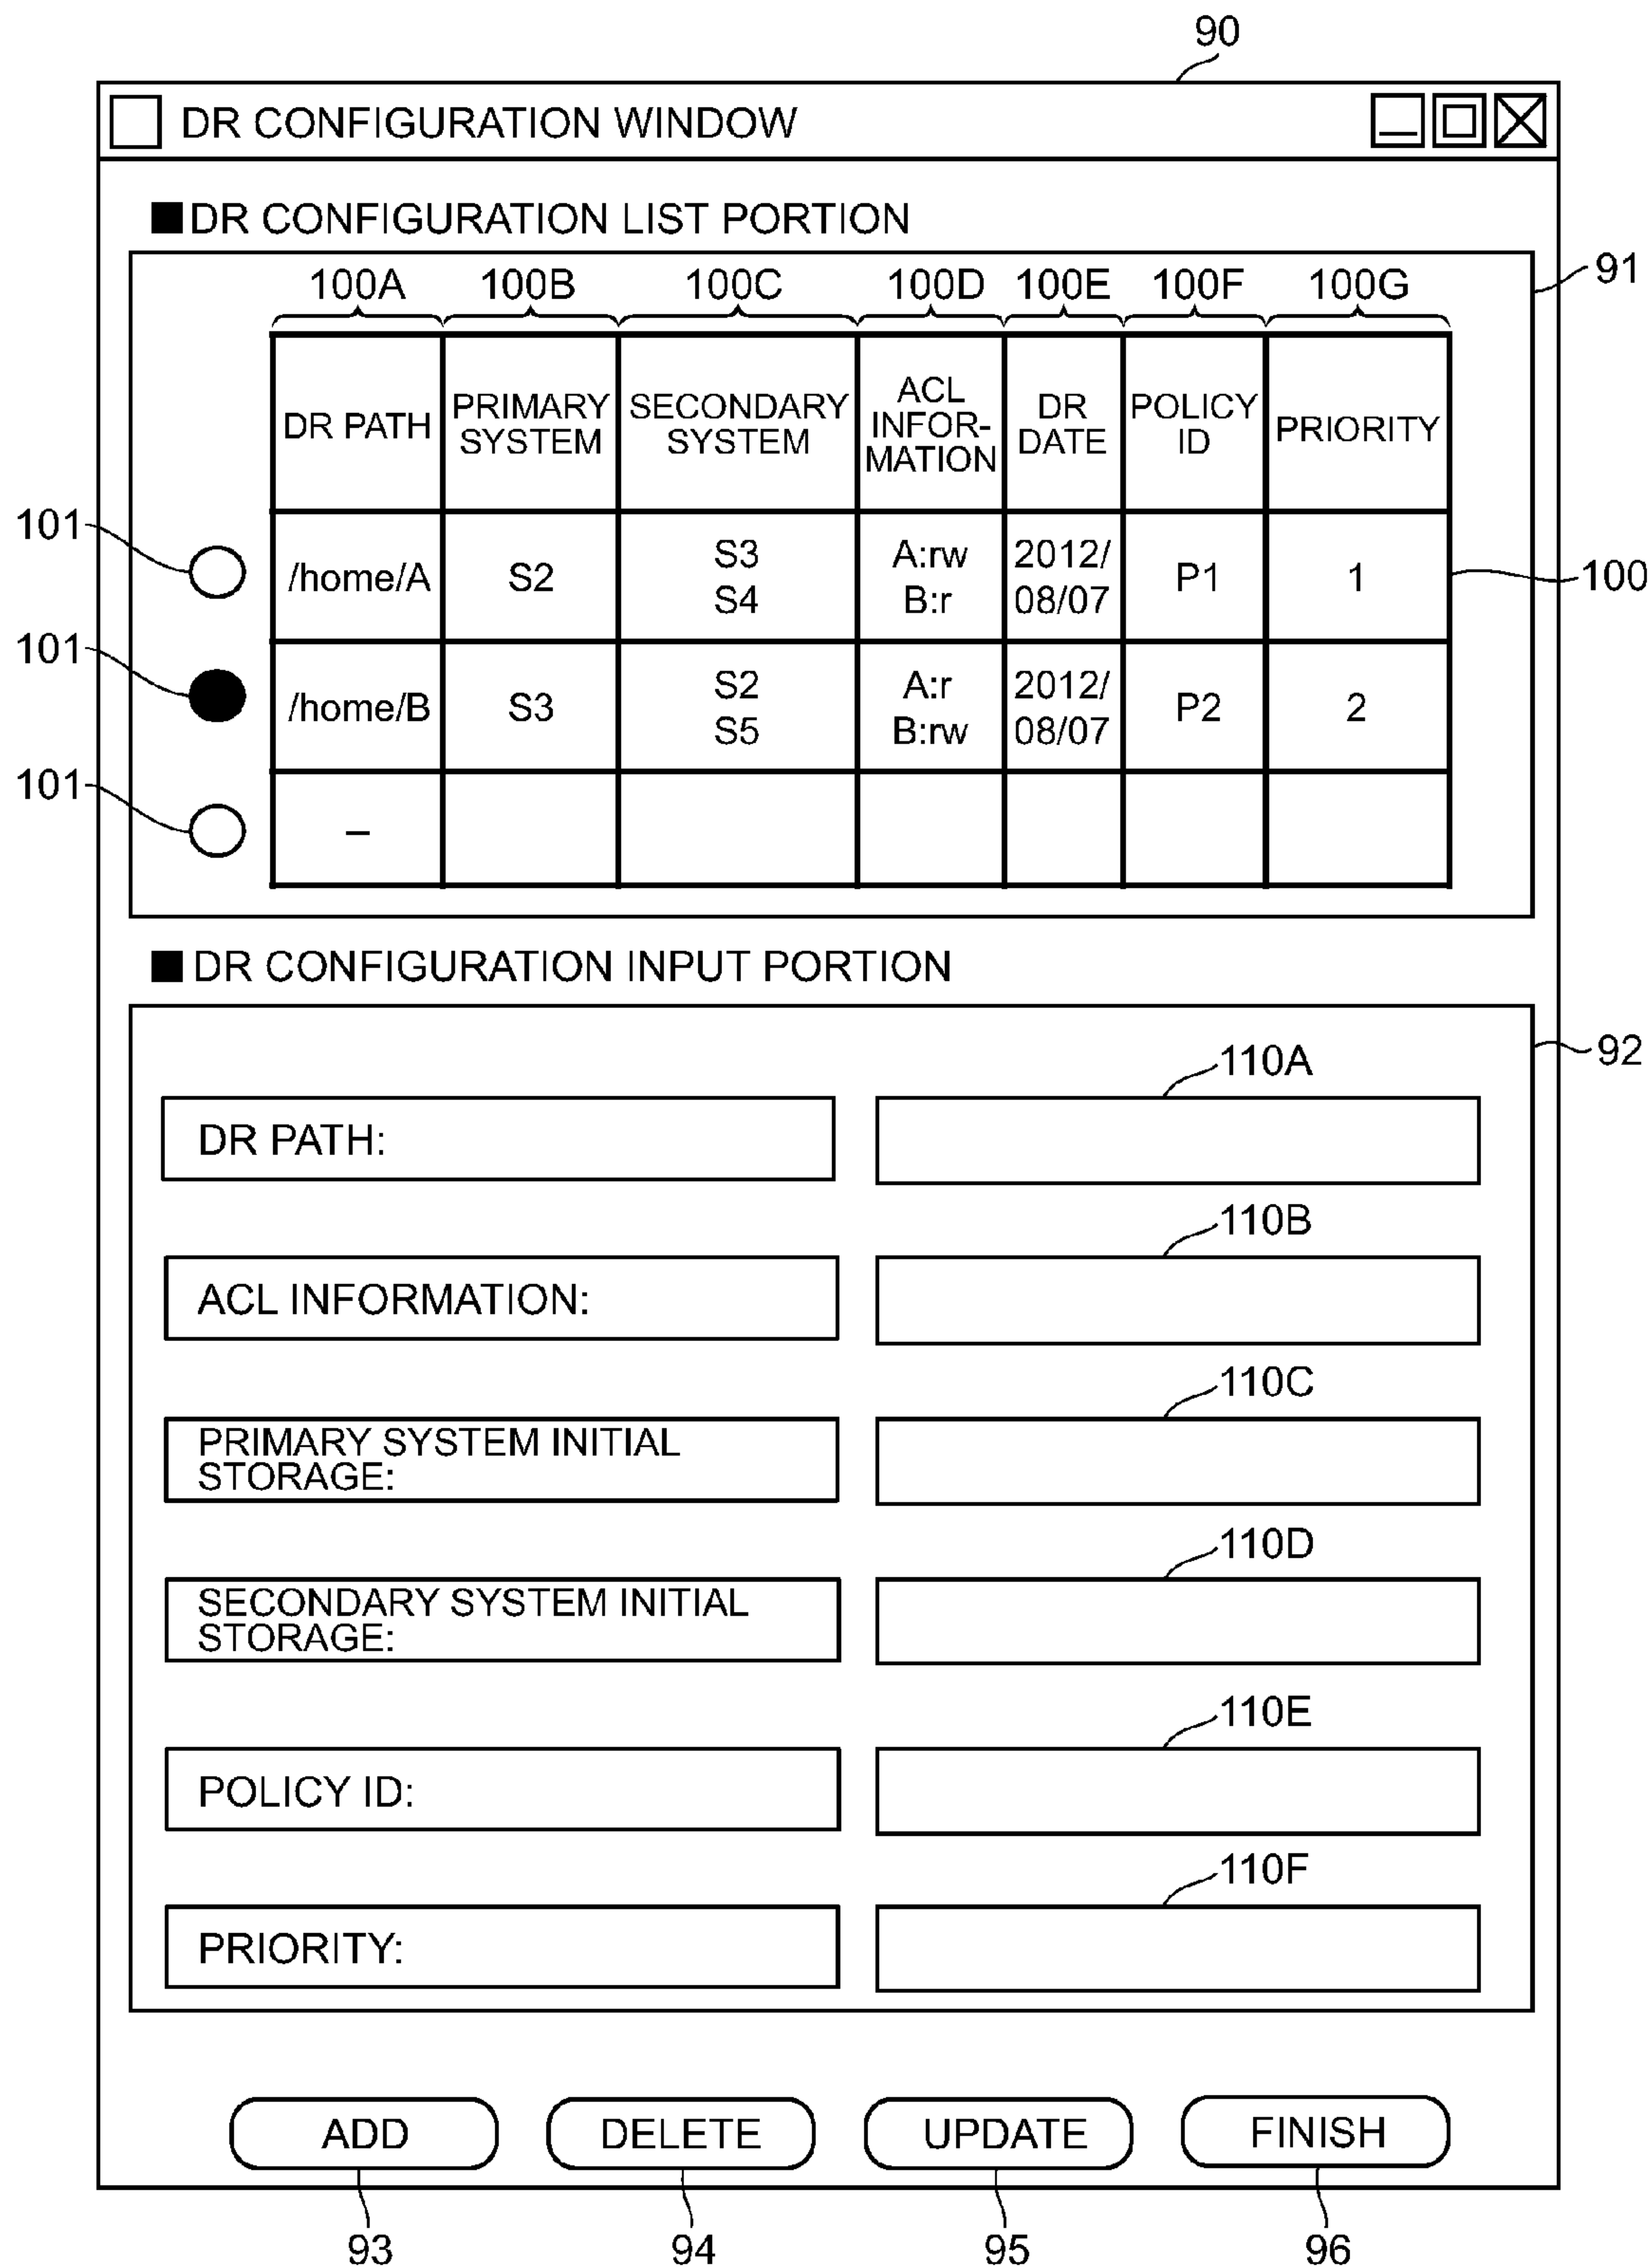 90
DR CONFIGURATION WINDOW
■DR CONFIGURATION LIST PORTION
91
100A 100B 100C 100D 100E 100F 100G
DR PATH
PRIMARY
SYSTEM
SECONDARY
SYSTEM
ACL
INFOR-
MATION
DR
DATE
POLICY
ID
PRIORITY
101
/home/A
S2
S3
S4
A:rw
B:r
2012/
08/07
P1
1
100
101
/home/B
S3
S2
S5
A:r
B:rw
2012/
08/07
P2
2
101
–
■ DR CONFIGURATION INPUT PORTION
92
110A
DR PATH:
110B
ACL INFORMATION:
110C
PRIMARY SYSTEM INITIAL
STORAGE:
110D
SECONDARY SYSTEM INITIAL
STORAGE:
110E
POLICY ID:
110F
PRIORITY:
ADD DELETE UPDATE FINISH
93 94 95 96